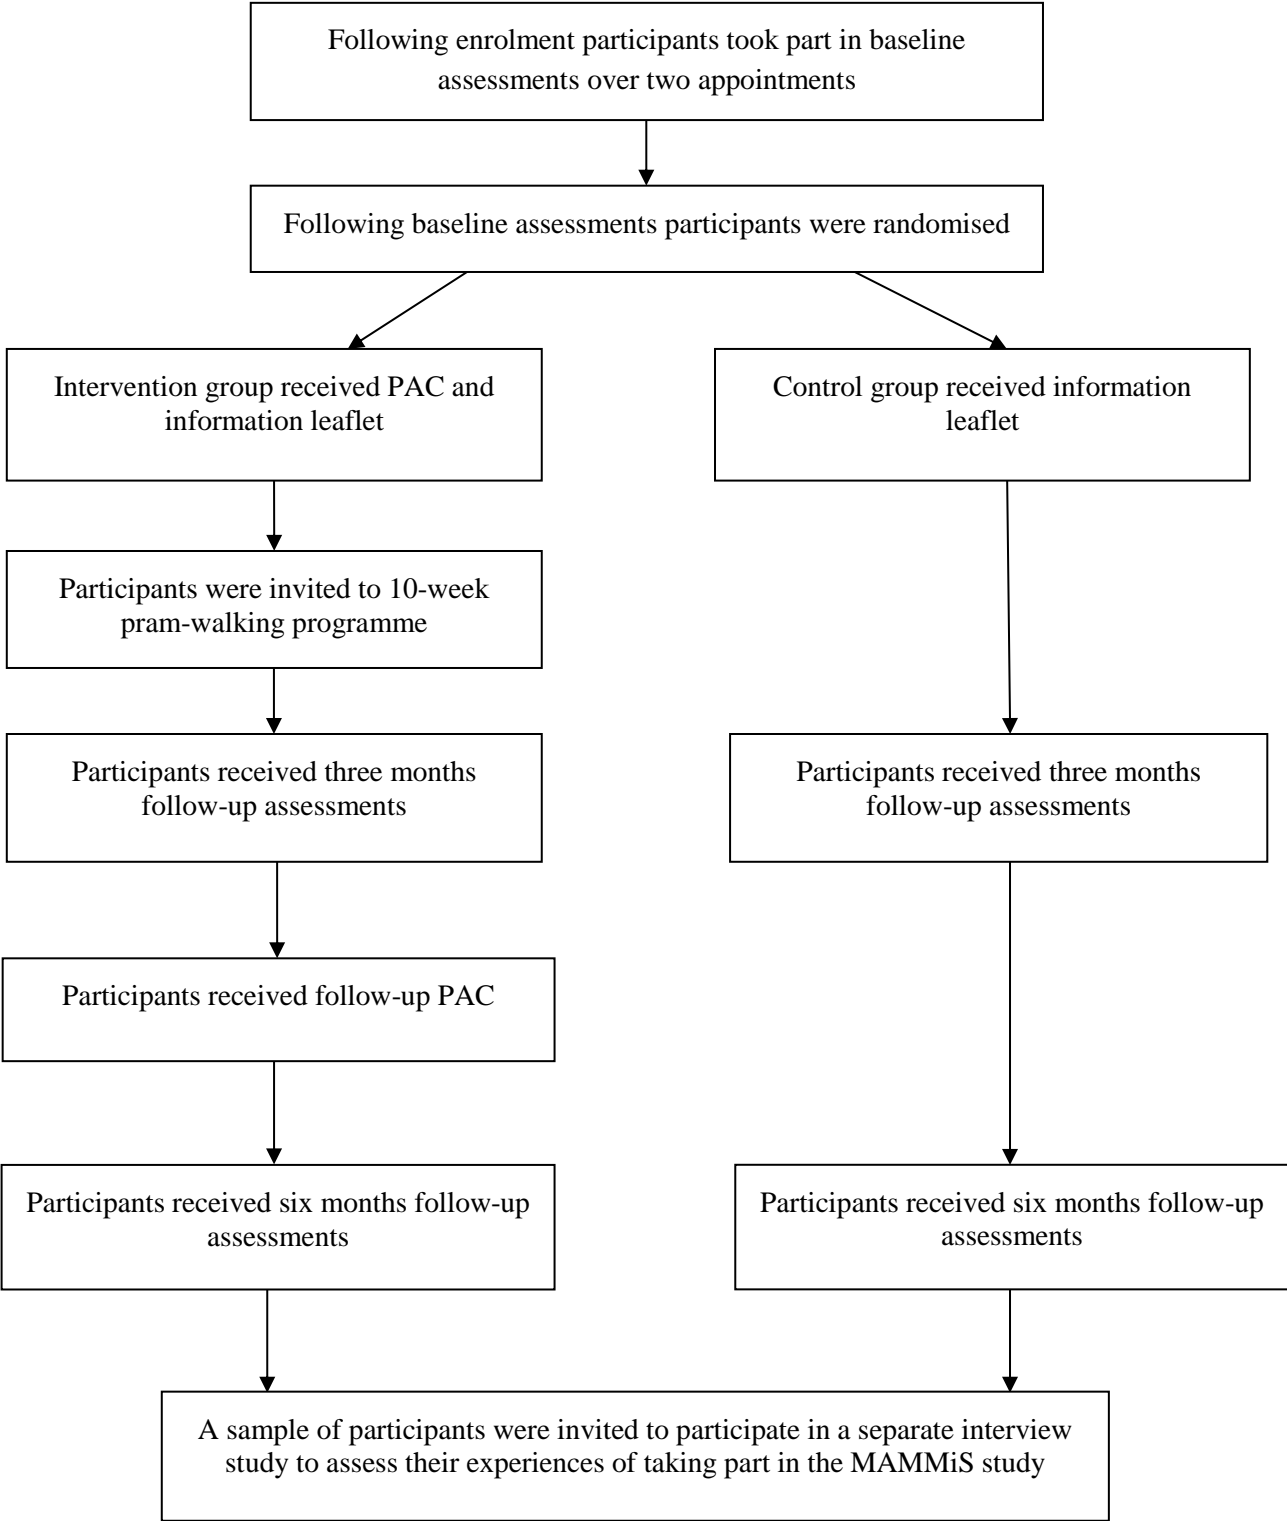 Following enrolment participants took part in baseline
assessments over two appointments
Following baseline assessments participants were randomised
Intervention group received PAC and
information leaflet
Control group received information
leaflet
Participants were invited to 10-week
pram-walking programme
Participants received three months
follow-up assessments
Participants received three months
follow-up assessments
Participants received follow-up PAC
Participants received six months follow-up
assessments
Participants received six months follow-up
assessments
A sample of participants were invited to participate in a separate interview
study to assess their experiences of taking part in the MAMMiS study